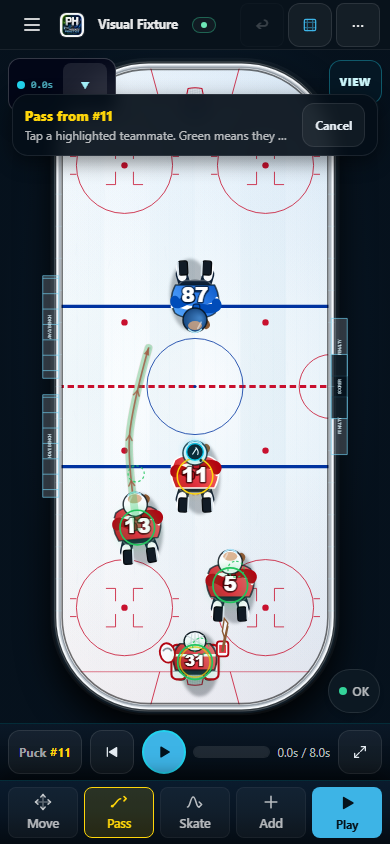 PH
Visual Fixture
...
0.0s
VIEW
Pass from #11
Tap a highlighted teammate. Green means they ...
Cancel
87
11
13
5
31
OK
Puck #11
0.0s / 8.0s
Move
Pass
Skate
Add
Play